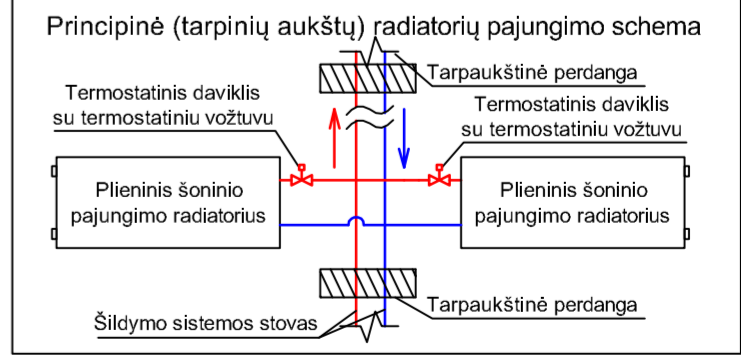 Principinė (tarpinių aukštų) radiatorių pajungimo schema
Tarpaukštinė perdanga
Termostatinis daviklis
su termostatiniu vožtuvu
Termostatinis daviklis
su termostatiniu vožtuvu
Plieninis šoninio
pajungimo radiatorius
Plieninis šoninio
pajungimo radiatorius
Tarpaukštinė perdanga
Šildymo sistemos stovas